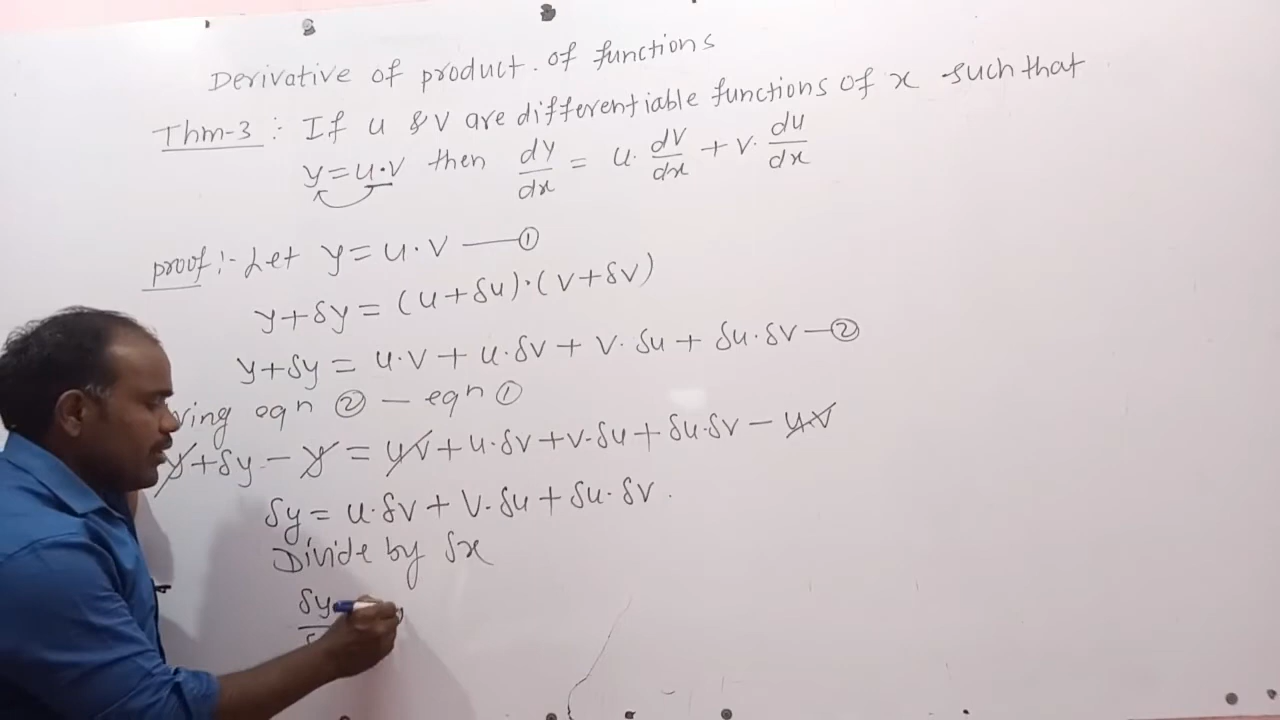 Derivative of product. of functions
Thm-3 : If u & v are differentiable functions of x such that
y = u·v then dy/dx = u. dv/dx + v. du/dx
proof :- Let y = u·v —— ①
y+δy = (u+δu)·(v+δv)
y+δy = u·v + u·δv + v·δu + δu·δv — ②
eqn ② — eqn ①
y+δy - y = uv + u·δv + v·δu + δu·δv - u·v
δy = u·δv + v·δu + δu·δv .
Divide by δx
δy